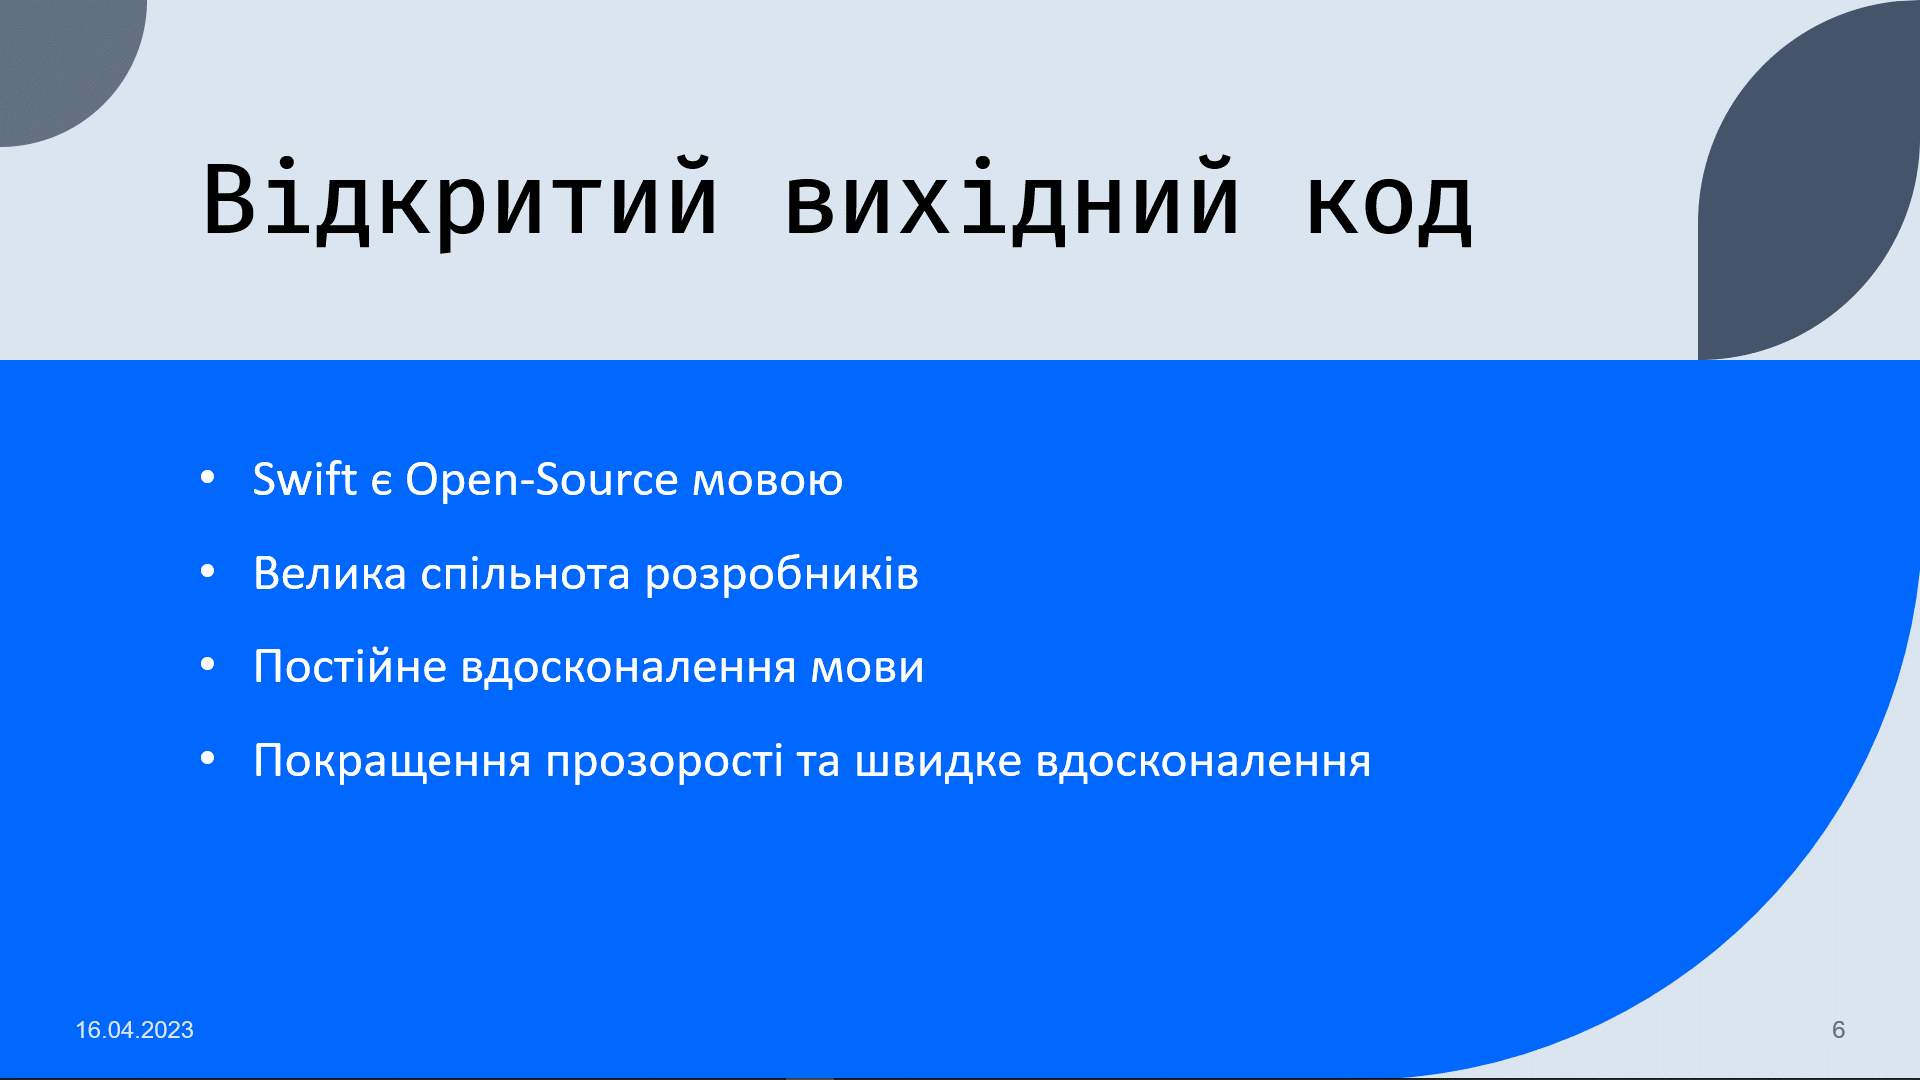 Відкритий вихідний код
• Swift є Open-Source мовою
• Велика спільнота розробників
• Постійне вдосконалення мови
• Покращення прозорості та швидке вдосконалення
16.04.2023
6